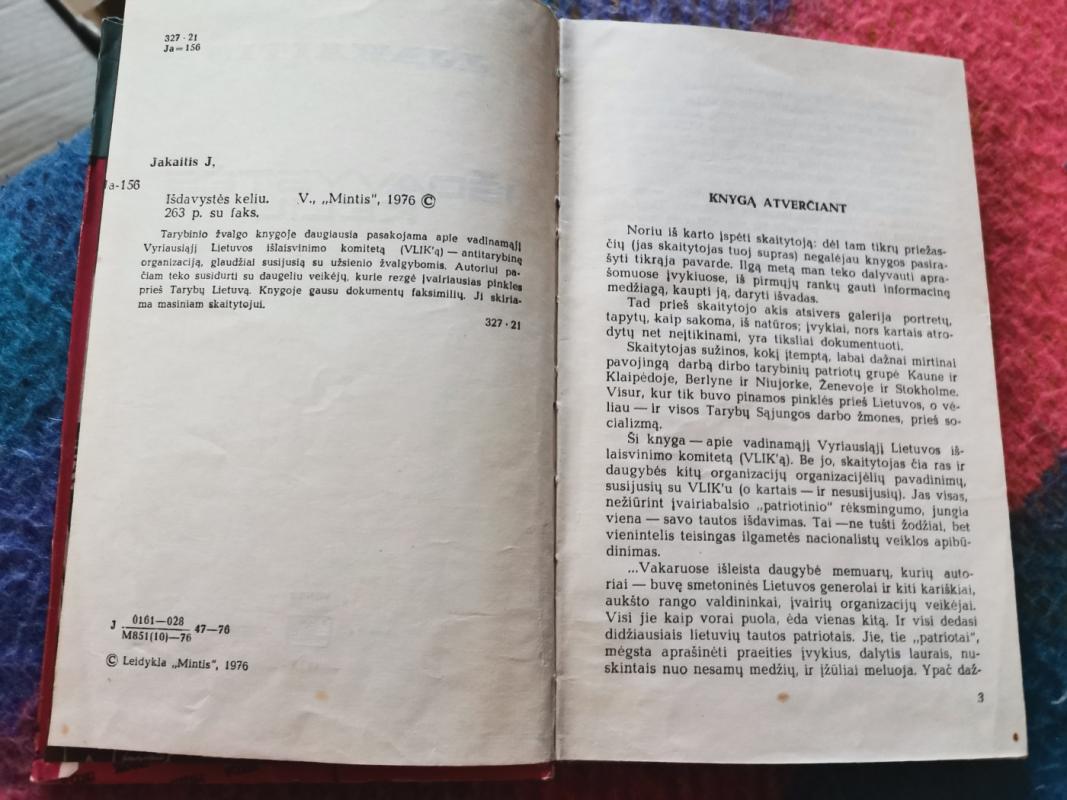 327·21
Ja—156
Jakaitis J.
Ja-156
Išdavystės keliu. V., „Mintis“, 1976 ©
263 p. su faks.
Tarybinio žvalgo knygoje daugiausia pasakojama apie vadinamąjį
Vyriausiąjį Lietuvos išlaisvinimo komitetą (VLIK'ą) — antitarybinę
organizaciją, glaudžiai susijusią su užsienio žvalgybomis. Autoriui pa-
čiam teko susidurti su daugeliu veikėjų, kurie rezgė įvairiausias pinkles
prieš Tarybų Lietuvą. Knygoje gausu dokumentų faksimilių. Ji skiria-
ma masiniam skaitytojui.
327·21
J 0161—028
M851(10)—76 47—76
© Leidykla „Mintis“, 1976
KNYGĄ ATVERČIANT
Noriu iš karto įspėti skaitytoją: dėl tam tikrų priežas-
čių (jas skaitytojas tuoj supras) negalėjau knygos pasira-
šyti tikrąja pavarde. Ilgą metą man teko dalyvauti apra-
šomuose įvykiuose, iš pirmųjų rankų gauti informacinę
medžiagą, kaupti ją, daryti išvadas.
Tad prieš skaitytojo akis atsivers galerija portretų,
tapytų, kaip sakoma, iš natūros; įvykiai, nors kartais atro-
dytų net neįtikinami, yra tiksliai dokumentuoti.
Skaitytojas sužinos, kokį įtemptą, labai dažnai mirtinai
pavojingą darbą dirbo tarybinių patriotų grupė Kaune ir
Klaipėdoje, Berlyne ir Niujorke, Ženevoje ir Stokholme.
Visur, kur tik buvo pinamos pinklės prieš Lietuvos, o vė-
liau — ir visos Tarybų Sąjungos darbo žmones, prieš so-
cializmą.
Ši knyga — apie vadinamąjį Vyriausiąjį Lietuvos iš-
laisvinimo komitetą (VLIK'ą). Be jo, skaitytojas čia ras ir
daugybės kitų organizacijų organizacijėlių pavadinimų,
susijusių su VLIK'u (o kartais — ir nesusijusių). Jas visas,
nežiūrint įvairiabalsio „patriotinio“ rėksmingumo, jungia
viena — savo tautos išdavimas. Tai — ne tušti žodžiai, bet
vienintelis teisingas ilgametės nacionalistų veiklos apibū-
dinimas.
...Vakaruose išleista daugybė memuarų, kurių auto-
riai — buvę smetoninės Lietuvos generolai ir kiti kariškiai,
aukšto rango valdininkai, įvairių organizacijų veikėjai.
Visi jie kaip vorai puola, ėda vienas kitą. Ir visi dedasi
didžiausiais lietuvių tautos patriotais. Jie, tie „patriotai“,
mėgsta aprašinėti praeities įvykius, dalytis laurais, nu-
skintais nuo nesamų medžių, ir įžūliai meluoja. Ypač daž-
3